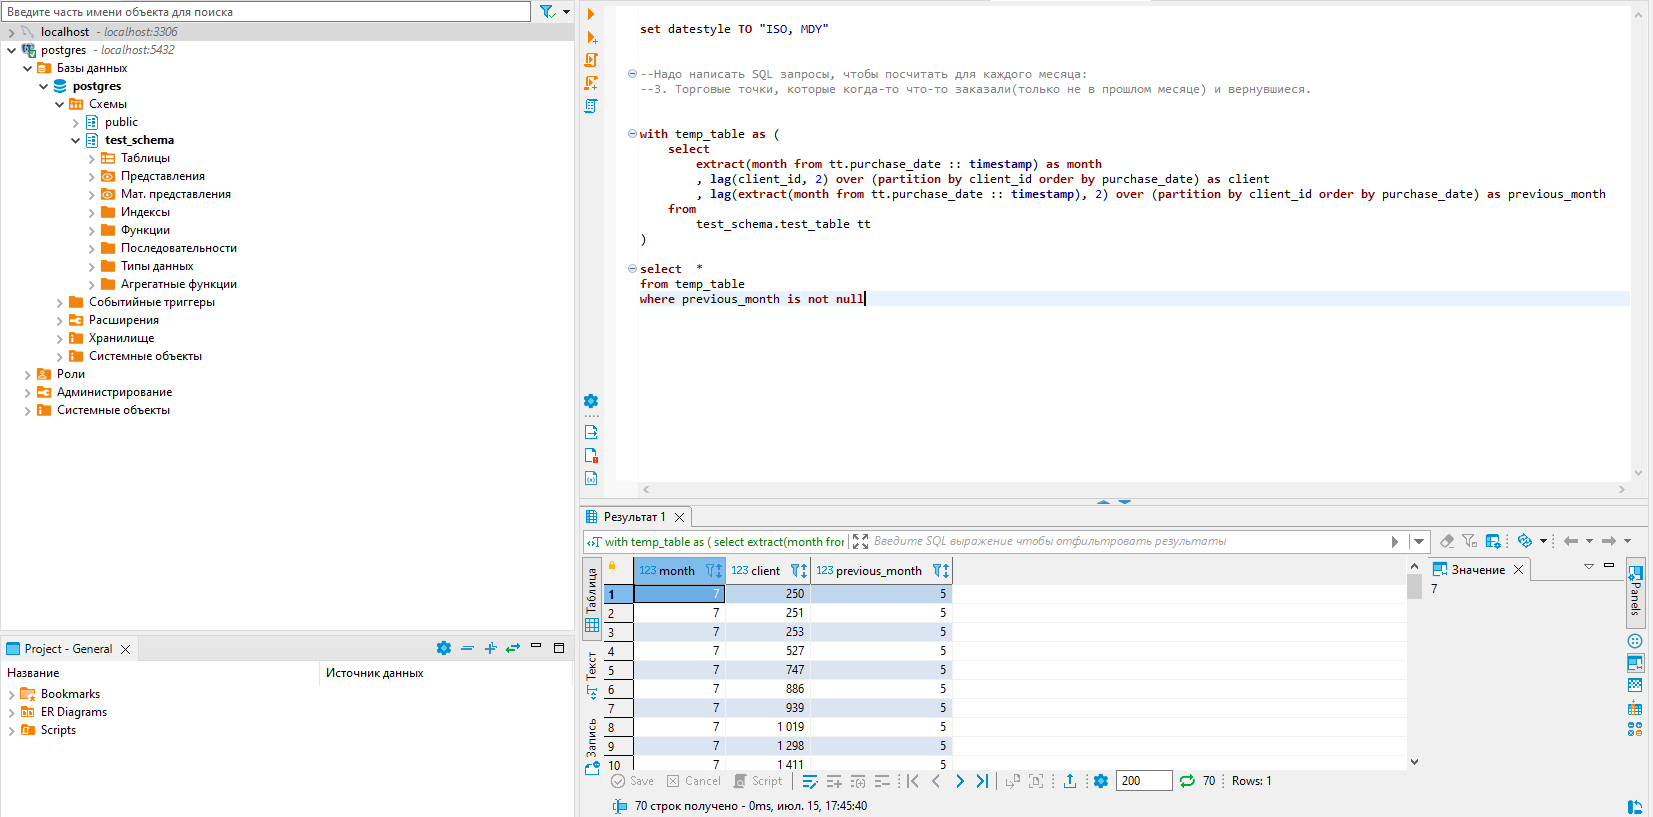 Введите часть имени объекта для поиска
localhost - localhost:3306
postgres - localhost:5432
Базы данных
postgres
Схемы
public
test_schema
Таблицы
Представления
Мат. представления
Индексы
Функции
Последовательности
Типы данных
Агрегатные функции
Событийные триггеры
Расширения
Хранилище
Системные объекты
Роли
Администрирование
Системные объекты
Project - General
Название Источник данных
Bookmarks
ER Diagrams
Scripts
set datestyle TO "ISO, MDY"
--Надо написать SQL запросы, чтобы посчитать для каждого месяца:
--3. Торговые точки, которые когда-то что-то заказали(только не в прошлом месяце) и вернувшиеся.
with temp_table as (
select
extract(month from tt.purchase_date :: timestamp) as month
, lag(client_id, 2) over (partition by client_id order by purchase_date) as client
, lag(extract(month from tt.purchase_date :: timestamp), 2) over (partition by client_id order by purchase_date) as previous_month
from
test_schema.test_table tt
)
select *
from temp_table
where previous_month is not null
Результат 1
with temp_table as ( select extract(month from Введите SQL выражение чтобы отфильтровать результаты
Таблица
Текст
Запись
123 month 123 client 123 previous_month
1 7 250 5
2 7 251 5
3 7 253 5
4 7 527 5
5 7 747 5
6 7 886 5
7 7 939 5
8 7 1 019 5
9 7 1 298 5
10 7 1 411 5
Значение
7
Panels
Save Cancel Script 200 70 Rows: 1
70 строк получено - 0ms, июл. 15, 17:45:40